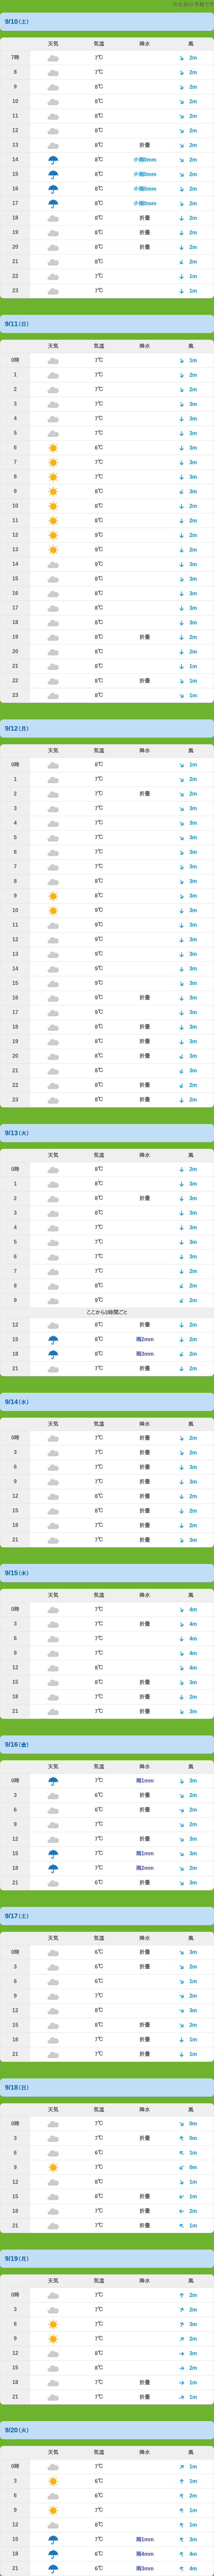 ※北岳の予報です
9/10(土)
天気 気温 降水 風
7時 7℃ 2m
8 7℃ 2m
9 8℃ 2m
10 8℃ 2m
11 8℃ 2m
12 8℃ 2m
13 8℃ 折畳 2m
14 8℃ 小雨0mm 2m
15 8℃ 小雨0mm 2m
16 8℃ 小雨0mm 2m
17 8℃ 小雨0mm 2m
18 8℃ 折畳 2m
19 8℃ 折畳 2m
20 8℃ 折畳 2m
21 8℃ 2m
22 7℃ 1m
23 7℃ 1m
9/11(日)
天気 気温 降水 風
0時 7℃ 1m
1 7℃ 2m
2 7℃ 2m
3 7℃ 3m
4 7℃ 3m
5 7℃ 3m
6 6℃ 3m
7 7℃ 3m
8 7℃ 3m
9 8℃ 3m
10 8℃ 2m
11 8℃ 2m
12 9℃ 2m
13 9℃ 2m
14 9℃ 3m
15 8℃ 3m
16 8℃ 3m
17 8℃ 3m
18 8℃ 3m
19 8℃ 折畳 2m
20 8℃ 2m
21 8℃ 1m
22 8℃ 折畳 1m
23 8℃ 1m
9/12(月)
天気 気温 降水 風
0時 8℃ 1m
1 7℃ 2m
2 7℃ 折畳 2m
3 7℃ 3m
4 7℃ 3m
5 7℃ 3m
6 7℃ 3m
7 7℃ 3m
8 8℃ 3m
9 8℃ 3m
10 9℃ 3m
11 9℃ 3m
12 9℃ 3m
13 9℃ 3m
14 9℃ 3m
15 9℃ 3m
16 9℃ 折畳 3m
17 9℃ 3m
18 8℃ 折畳 3m
19 8℃ 折畳 3m
20 8℃ 折畳 3m
21 8℃ 3m
22 8℃ 折畳 2m
23 8℃ 折畳 2m
9/13(火)
天気 気温 降水 風
0時 8℃ 2m
1 8℃ 3m
2 8℃ 折畳 3m
3 8℃ 3m
4 7℃ 3m
5 7℃ 3m
6 7℃ 3m
7 7℃ 2m
8 8℃ 2m
9 9℃ 2m
ここから3時間ごと
12 8℃ 折畳 2m
15 8℃ 雨2mm 2m
18 8℃ 雨3mm 2m
21 7℃ 折畳 2m
9/14(水)
天気 気温 降水 風
0時 7℃ 折畳 2m
3 7℃ 折畳 2m
6 7℃ 折畳 3m
9 7℃ 折畳 3m
12 8℃ 折畳 2m
15 8℃ 折畳 2m
18 7℃ 折畳 2m
21 7℃ 折畳 3m
9/15(木)
天気 気温 降水 風
0時 7℃ 4m
3 7℃ 折畳 4m
6 7℃ 4m
9 7℃ 4m
12 8℃ 4m
15 8℃ 折畳 3m
18 7℃ 折畳 2m
21 7℃ 折畳 3m
9/16(金)
天気 気温 降水 風
0時 7℃ 雨1mm 3m
3 6℃ 折畳 2m
6 6℃ 折畳 2m
9 7℃ 2m
12 7℃ 折畳 3m
15 7℃ 雨1mm 3m
18 7℃ 雨2mm 2m
21 6℃ 折畳 3m
9/17(土)
天気 気温 降水 風
0時 6℃ 折畳 3m
3 6℃ 折畳 2m
6 6℃ 1m
9 7℃ 2m
12 8℃ 3m
15 8℃ 折畳 2m
18 7℃ 折畳 1m
21 7℃ 折畳 1m
9/18(日)
天気 気温 降水 風
0時 7℃ 0m
3 7℃ 折畳 0m
6 6℃ 1m
9 7℃ 0m
12 8℃ 1m
15 8℃ 折畳 1m
18 7℃ 折畳 2m
21 7℃ 折畳 1m
9/19(月)
天気 気温 降水 風
0時 7℃ 2m
3 7℃ 2m
6 7℃ 3m
9 7℃ 2m
12 8℃ 3m
15 8℃ 2m
18 7℃ 折畳 1m
21 7℃ 折畳 1m
9/20(火)
天気 気温 降水 風
0時 7℃ 1m
3 6℃ 1m
6 6℃ 2m
9 7℃ 1m
12 8℃ 1m
15 7℃ 雨1mm 3m
18 6℃ 雨4mm 4m
21 6℃ 雨3mm 4m